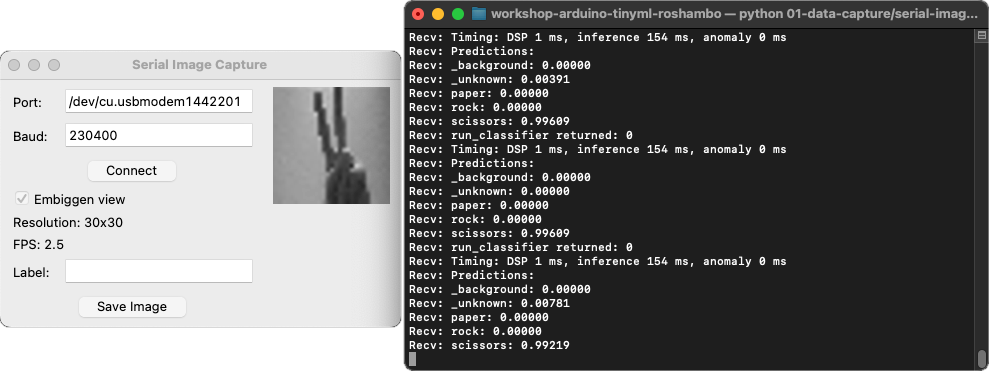 Serial Image Capture
Port: /dev/cu.usbmodem1442201
Baud: 230400
Connect
Embiggen view
Resolution: 30x30
FPS: 2.5
Label:
Save Image
workshop-arduino-tinyml-roshambo — python 01-data-capture/serial-imag...
Recv: Timing: DSP 1 ms, inference 154 ms, anomaly 0 ms
Recv: Predictions:
Recv: _background: 0.00000
Recv: _unknown: 0.00391
Recv: paper: 0.00000
Recv: rock: 0.00000
Recv: scissors: 0.99609
Recv: run_classifier returned: 0
Recv: Timing: DSP 1 ms, inference 154 ms, anomaly 0 ms
Recv: Predictions:
Recv: _background: 0.00000
Recv: _unknown: 0.00000
Recv: paper: 0.00000
Recv: rock: 0.00000
Recv: scissors: 0.99609
Recv: run_classifier returned: 0
Recv: Timing: DSP 1 ms, inference 154 ms, anomaly 0 ms
Recv: Predictions:
Recv: _background: 0.00000
Recv: _unknown: 0.00781
Recv: paper: 0.00000
Recv: rock: 0.00000
Recv: scissors: 0.99219